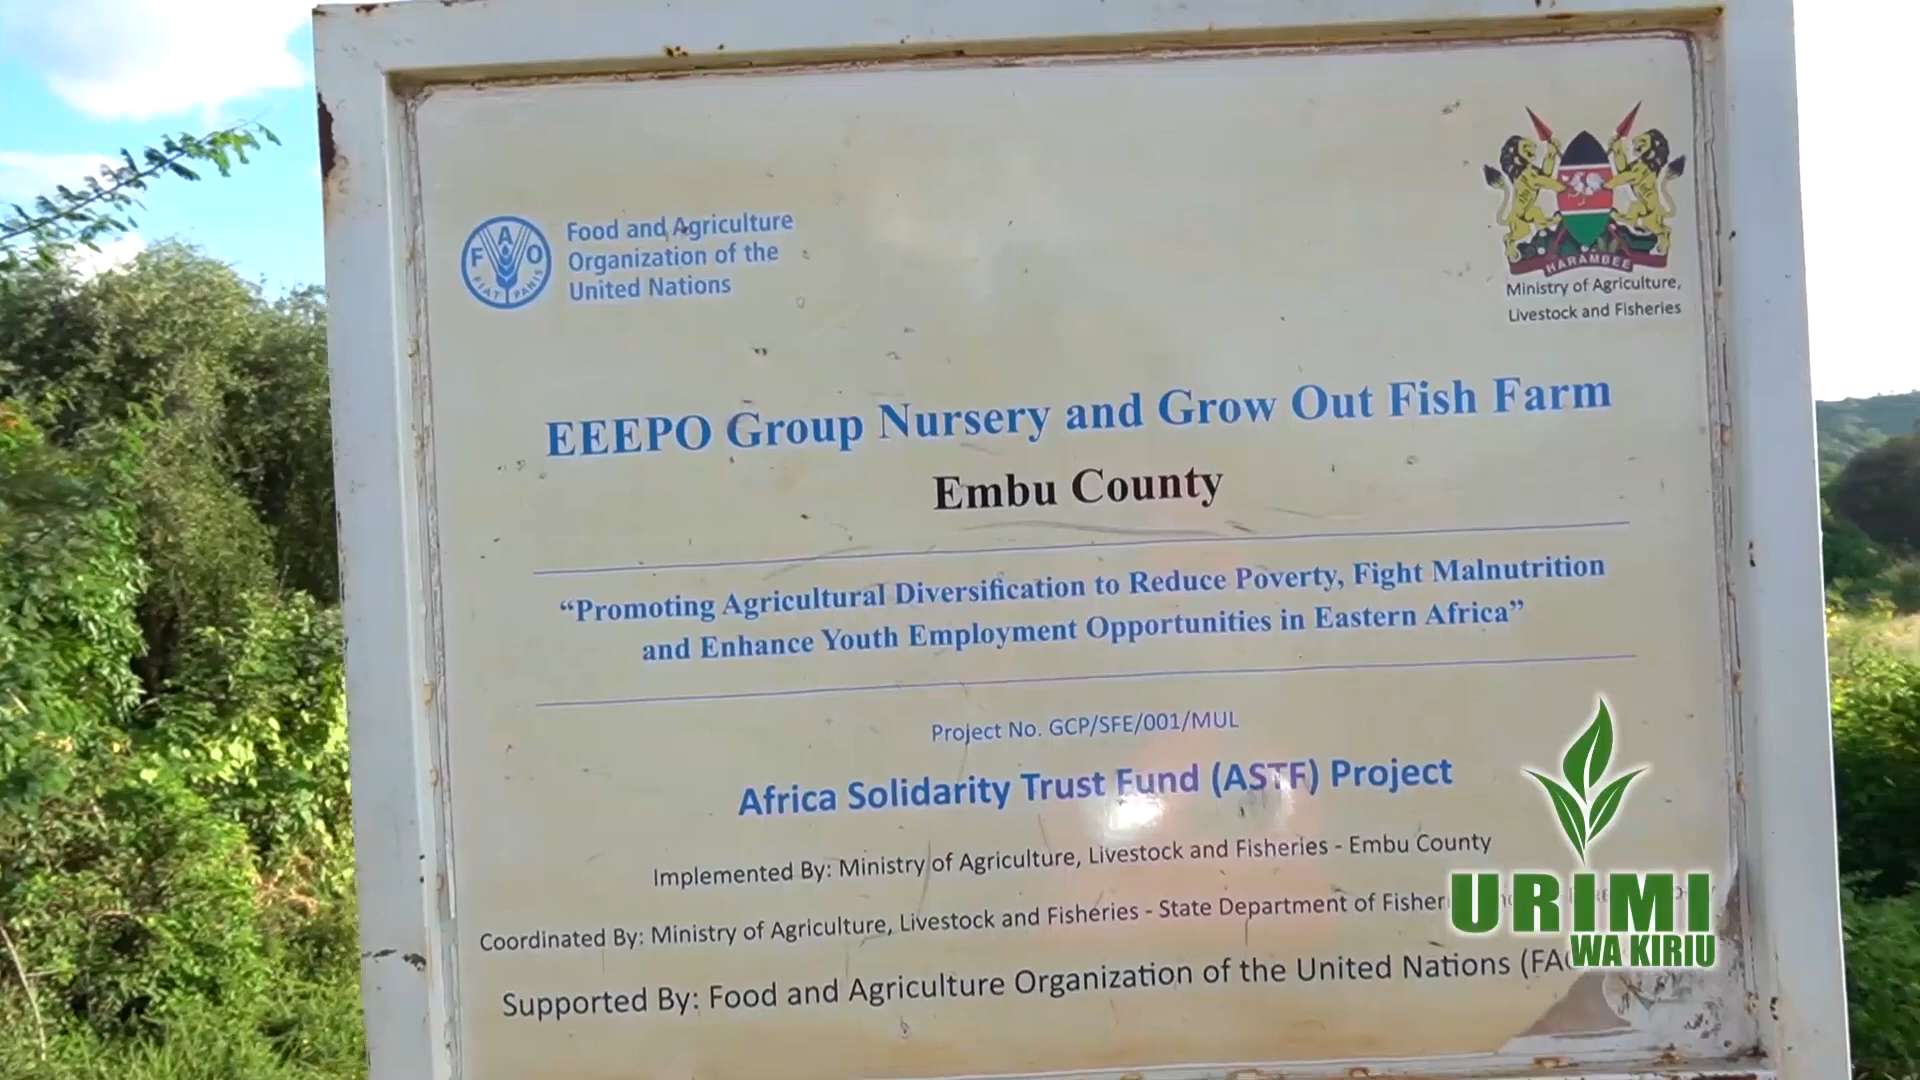 FAO
FIAT PANIS
Food and Agriculture
Organization of the
United Nations
HARAMBEE
Ministry of Agriculture,
Livestock and Fisheries
EEEPO Group Nursery and Grow Out Fish Farm
Embu County
“Promoting Agricultural Diversification to Reduce Poverty, Fight Malnutrition
and Enhance Youth Employment Opportunities in Eastern Africa”
Project No. GCP/SFE/001/MUL
Africa Solidarity Trust Fund (ASTF) Project
Implemented By: Ministry of Agriculture, Livestock and Fisheries - Embu County
Coordinated By: Ministry of Agriculture, Livestock and Fisheries - State Department of
Supported By: Food and Agriculture Organization of the United Nations
URIMI
WA KIRIU